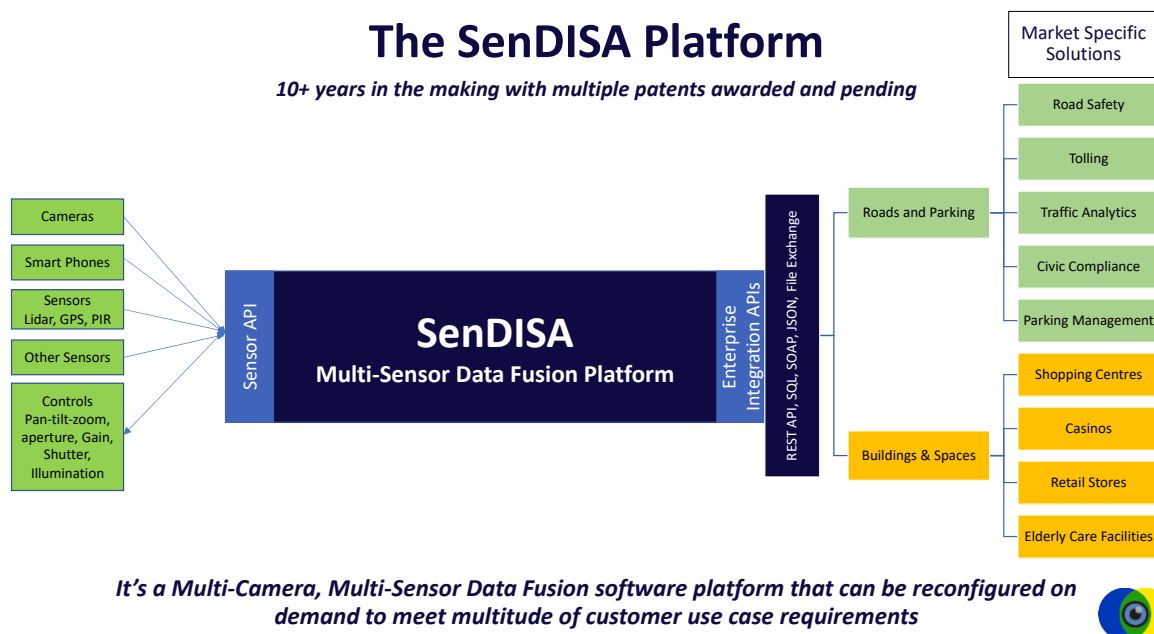 The SenDISA Platform
10+ years in the making with multiple patents awarded and pending
Market Specific
Solutions
Cameras
Smart Phones
Sensors
Lidar, GPS, PIR
Other Sensors
Controls
Pan-tilt-zoom,
aperture, Gain,
Shutter,
Illumination
Sensor API
SenDISA
Multi-Sensor Data Fusion Platform
Enterprise
Integration APIs
REST API, SQL, SOAP, JSON, File Exchange
Roads and Parking
Road Safety
Tolling
Traffic Analytics
Civic Compliance
Parking Management
Buildings & Spaces
Shopping Centres
Casinos
Retail Stores
Elderly Care Facilities
It's a Multi-Camera, Multi-Sensor Data Fusion software platform that can be reconfigured on
demand to meet multitude of customer use case requirements